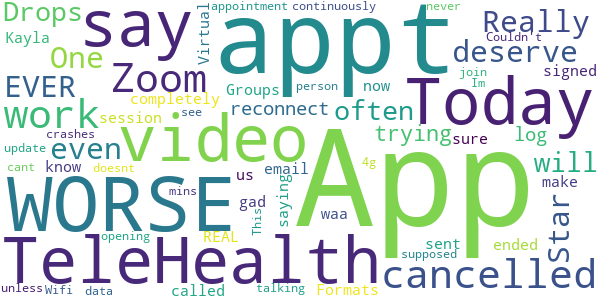 Drops say Virtual appointment continuously never Really
Kayla appt Couldn't
One Zoom deserve
EVER join signed
work completely Groups person now often Today Im
session see reconnect log
crashes video trying sure
update even us email App 4g will
cant know doesnt gad saying make
WORSE mins waa This Star
opening REAL sent ended
TeleHealth called talking supposed
unless Wifi data Formats cancelled